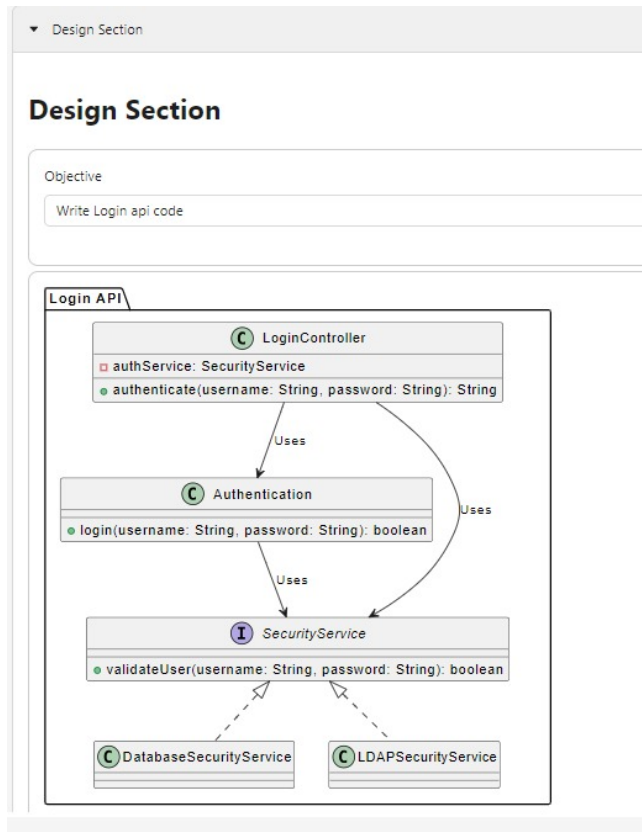 Design Section
Design Section
Objective
Write Login api code
Login API
C LoginController
authService: SecurityService
authenticate(username: String, password: String): String
Uses
C Authentication
Uses
login(username: String, password: String): boolean
Uses
I SecurityService
validateUser(username: String, password: String): boolean
C DatabaseSecurityService
C LDAPSecurityService